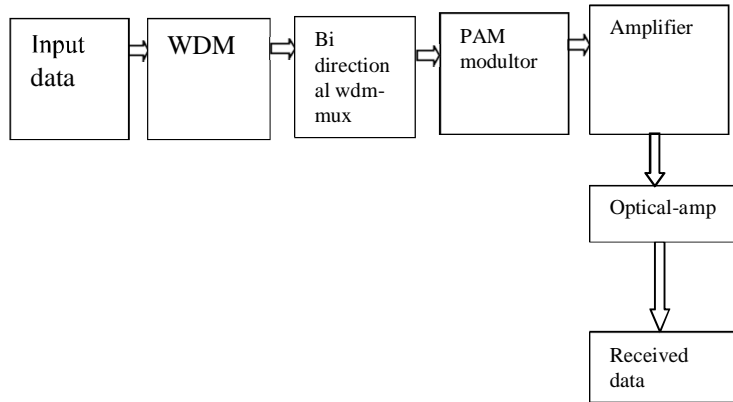 Input
data
WDM
Bi
direction
al wdm-
mux
PAM
modultor
Amplifier
Optical-amp
Received
data